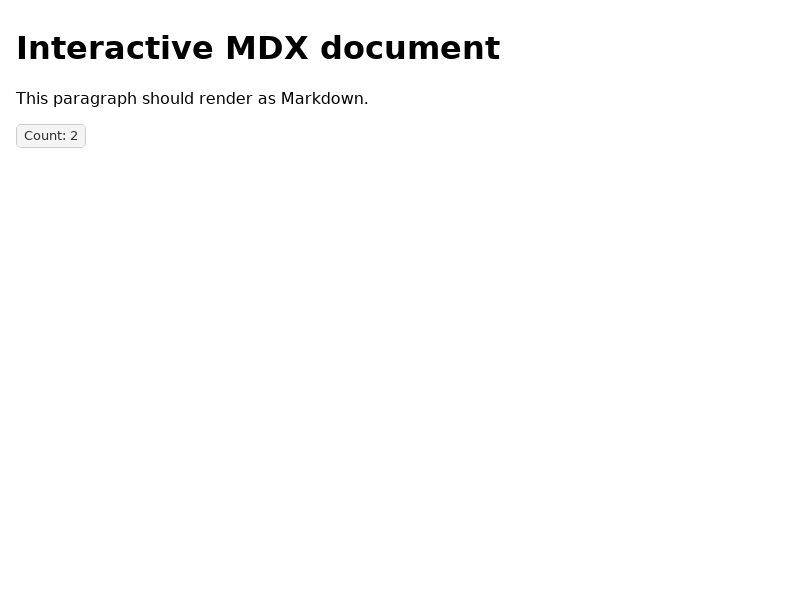 Interactive MDX document
This paragraph should render as Markdown.
Count: 2